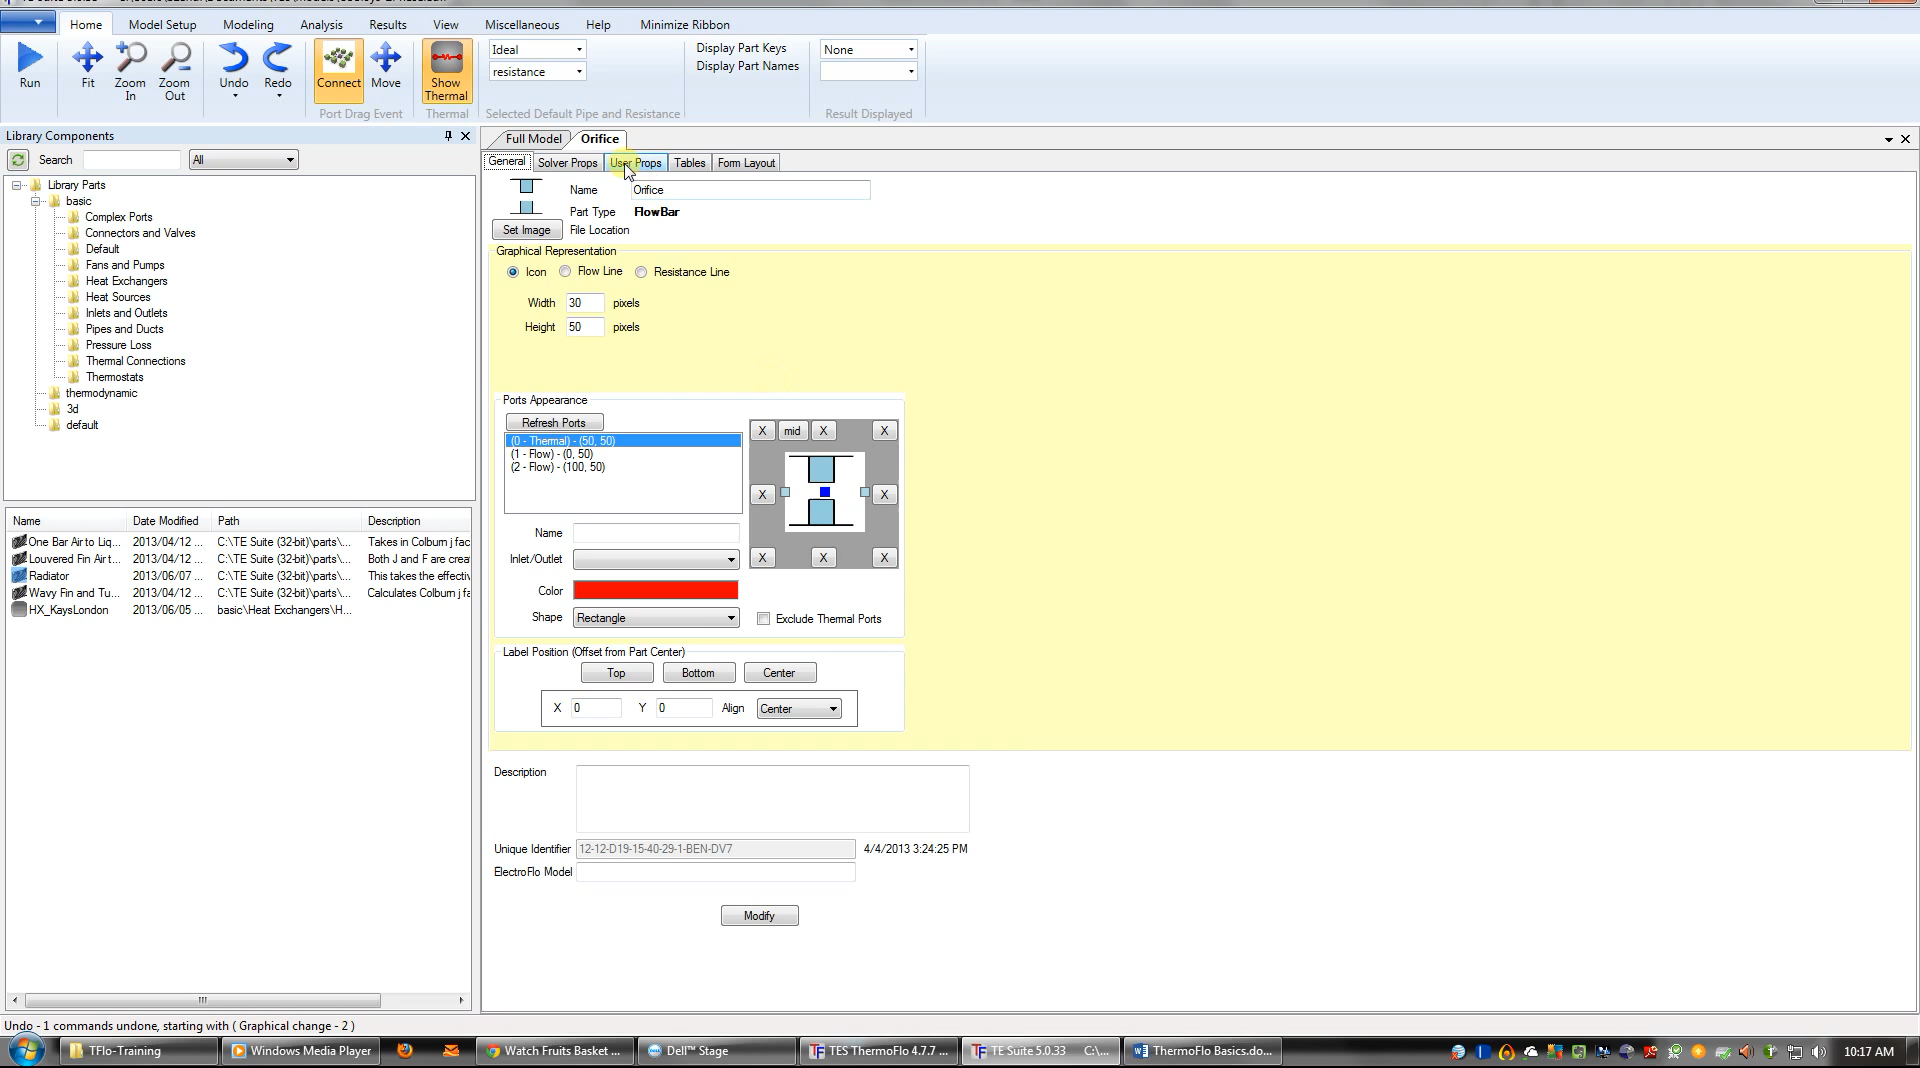 Home Model Setup Modeling Analysis Results View Miscellaneous Help Minimize Ribbon
Run Fit Zoom In Zoom Out Undo Redo Connect Move Show Thermal
Ideal
resistance
Display Part Keys
Display Part Names
None
Port Drag Event Thermal Selected Default Pipe and Resistance Result Displayed
Library Components
Search All
Library Parts
basic
Complex Ports
Connectors and Valves
Default
Fans and Pumps
Heat Exchangers
Heat Sources
Inlets and Outlets
Pipes and Ducts
Pressure Loss
Thermal Connections
Thermostats
thermodynamic
3d
default
Name Date Modified Path Description
One Bar Air to Liq... 2013/04/12 ... C:\TE Suite (32-bit)\parts\... Takes in Colburn j fac
Louvered Fin Air t... 2013/04/12 ... C:\TE Suite (32-bit)\parts\... Both J and F are crea
Radiator 2013/06/07 ... C:\TE Suite (32-bit)\parts\... This takes the effectiv
Wavy Fin and Tu... 2013/04/12 ... C:\TE Suite (32-bit)\parts\... Calculates Colburn j fa
HX_KaysLondon 2013/06/05 ... basic\Heat Exchangers\H...
Full Model Orifice
General Solver Props User Props Tables Form Layout
Name Orifice
Part Type FlowBar
Set Image File Location
Graphical Representation
Icon Flow Line Resistance Line
Width 30 pixels
Height 50 pixels
Ports Appearance
Refresh Ports
(0 - Thermal) - (50, 50)
(1 - Flow) - (0, 50)
(2 - Flow) - (100, 50)
X mid X X
X X
X X X
Name
Inlet/Outlet
Color
Shape Rectangle Exclude Thermal Ports
Label Position (Offset from Part Center)
Top Bottom Center
X 0 Y 0 Align Center
Description
Unique Identifier 12-12-D19-15-40-29-1-BEN-DV7 4/4/2013 3:24:25 PM
ElectroFlo Model
Modify
Undo - 1 commands undone, starting with ( Graphical change - 2 )
TFlo-Training Windows Media Player Watch Fruits Basket ... Dell™ Stage TES ThermoFlo 4.7.7 ... TE Suite 5.0.33 C:\... ThermoFlo Basics.do... 10:17 AM